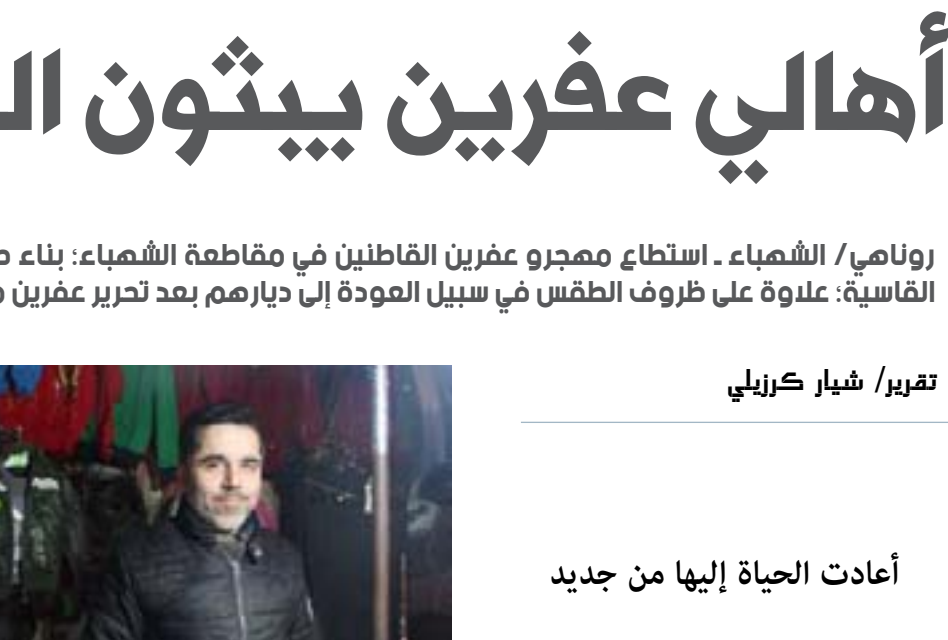 أهالي عفرين يبثون
روناهي/ الشهباء ـ استطاع مهجرو عفرين القاطنين في مقاطعة الشهباء؛ بناء
القاسية؛ علاوة على ظروف الطقس في سبيل العودة إلى ديارهم بعد تحرير عفرين
تقرير/ شيار كرزيلي
أعادت الحياة إليها من جديد